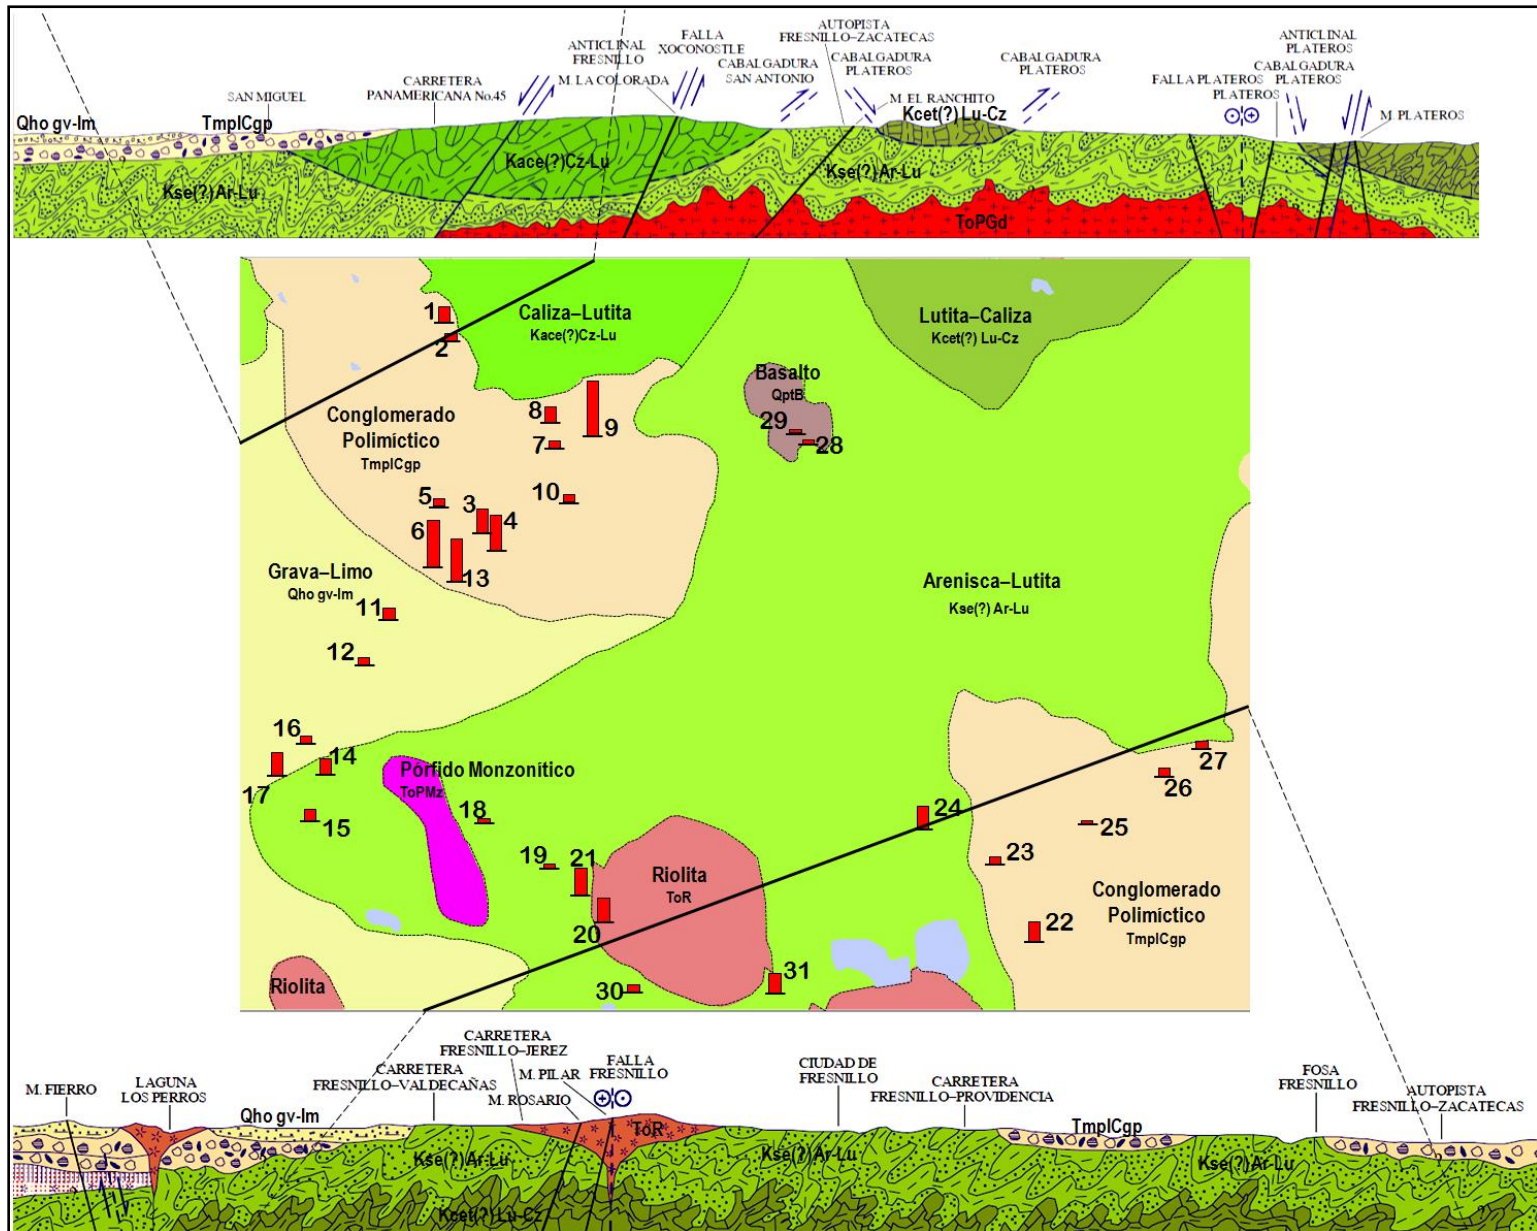 AUTOPISTA
FRESNILLO–ZACATECAS
ANTICLINAL
FRESNILLO
M. LA COLORADA
FALLA
XOCONOSTLE
CABALGADURA
SAN ANTONIO
CABALGADURA
PLATEROS
CABALGADURA
PLATEROS
FALLA PLATEROS
PLATEROS
ANTICLINAL
PLATEROS
CABALGADURA
PLATEROS
M. PLATEROS
CARRETERA
PANAMERICANA No.45
SAN MIGUEL
M. EL RANCHITO
Qho gv-lm
TmplCgp
Kcet(?) Lu-Cz
Kace(?)Cz-Lu
Kse(?)Ar-Lu
Kse(?)Ar-Lu
ToPGd
1
2
Caliza–Lutita
Kace(?)Cz-Lu
Lutita–Caliza
Kcet(?) Lu-Cz
Basalto
QptB
29
28
Conglomerado
Polimíctico
TmplCgp
8
9
7
10
5
3
4
6
13
Grava–Limo
Qho gv-lm
11
12
Arenisca–Lutita
Kse(?) Ar-Lu
16
14
17
15
Pórfido Monzonítico
ToPMz
18
19
21
20
Riolita
ToR
24
27
26
25
23
Conglomerado
Polimíctico
TmplCgp
22
Riolita
30
31
M. FIERRO
LAGUNA
LOS PERROS
Qho gv-lm
CARRETERA
FRESNILLO–VALDECAÑAS
CARRETERA
FRESNILLO–JEREZ
M. ROSARIO
M. PILAR
FALLA
FRESNILLO
CIUDAD DE
FRESNILLO
CARRETERA
FRESNILLO–PROVIDENCIA
FOSA
FRESNILLO
AUTOPISTA
FRESNILLO–ZACATECAS
ToR
TmplCgp
Kse(?)Ar-Lu
Kse(?)Ar-Lu
Kse(?)Ar-Lu
Kcet(?)Lu-Cz